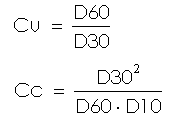 Cu = D60 / D30
Cc = D30² / D60 · D10